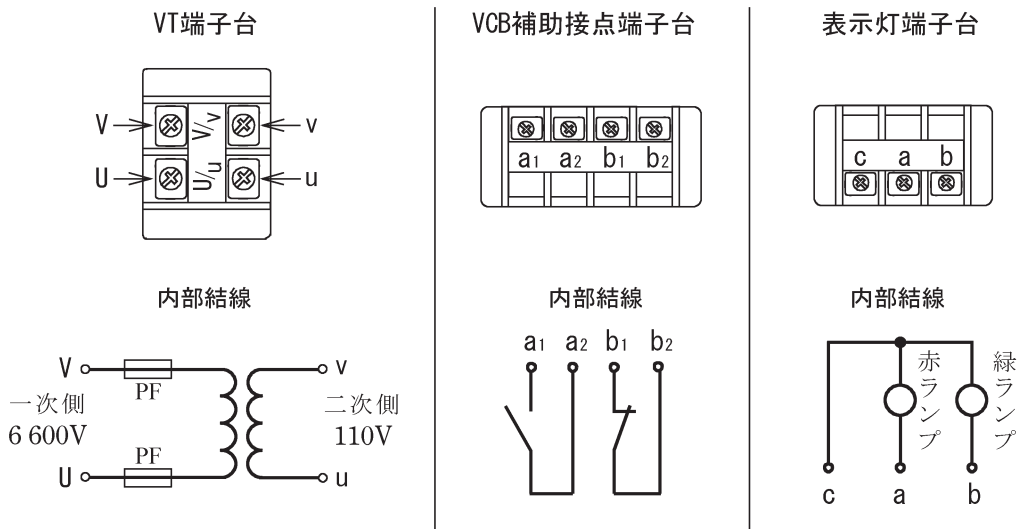 VT端子台
V
V/v
v
U
U/u
u
内部結線
V
PF
v
一次側
6 600V
二次側
110V
U
PF
u
VCB補助接点端子台
a1 a2 b1 b2
内部結線
a1 a2 b1 b2
表示灯端子台
c a b
内部結線
赤ランプ
緑ランプ
c a b